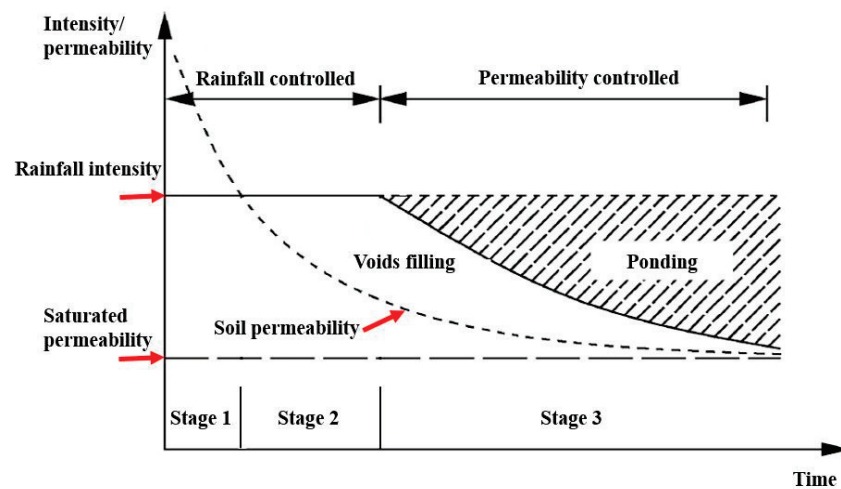 Intensity/
permeability
Rainfall controlled
Permeability controlled
Rainfall intensity
Voids filling
Ponding
Saturated
permeability
Soil permeability
Stage 1
Stage 2
Stage 3
Time